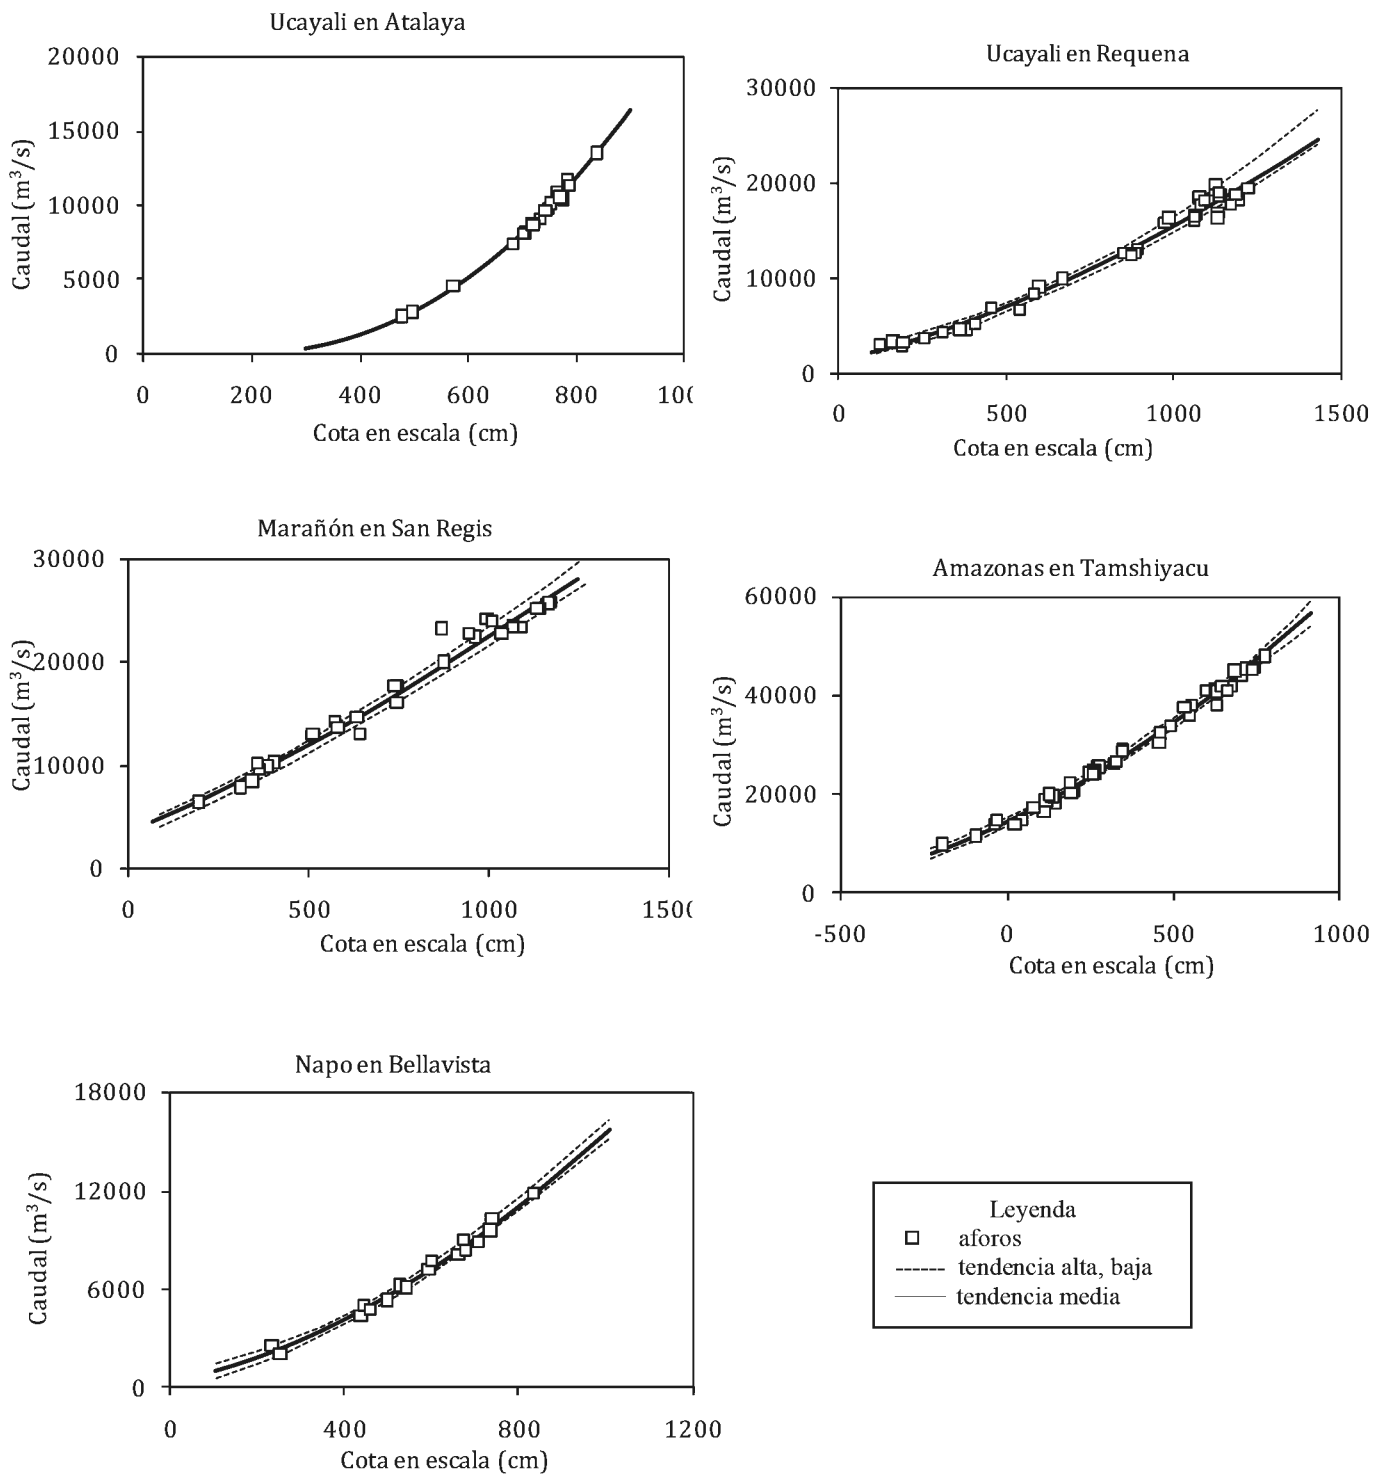 Ucayali en Atalaya
20000
15000
10000
5000
0
Caudal (m³/s)
0 200 400 600 800 100
Cota en escala (cm)
Ucayali en Requena
30000
20000
10000
0
Caudal (m³/s)
0 500 1000 1500
Cota en escala (cm)
Marañón en San Regis
30000
20000
10000
0
Caudal (m³/s)
0 500 1000 1500
Cota en escala (cm)
Amazonas en Tamshiyacu
60000
40000
20000
0
Caudal (m³/s)
-500 0 500 1000
Cota en escala (cm)
Napo en Bellavista
18000
12000
6000
0
Caudal (m³/s)
0 400 800 1200
Cota en escala (cm)
Leyenda
aforos
tendencia alta, baja
tendencia media